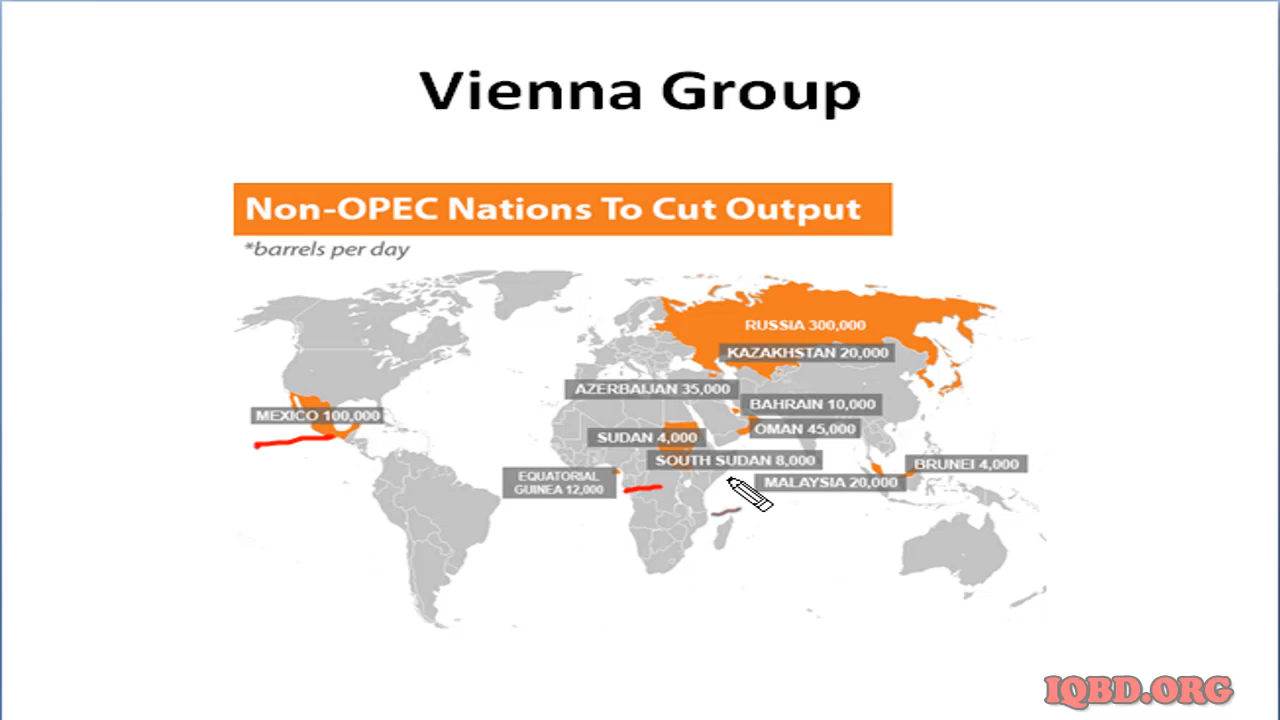 Vienna Group
Non-OPEC Nations To Cut Output
*barrels per day
RUSSIA 300,000
KAZAKHSTAN 20,000
AZERBAIJAN 35,000
BAHRAIN 10,000
MEXICO 100,000
OMAN 45,000
SUDAN 4,000
SOUTH SUDAN 8,000
BRUNEI 4,000
EQUATORIAL
GUINEA 12,000
MALAYSIA 20,000
IQBD.ORG